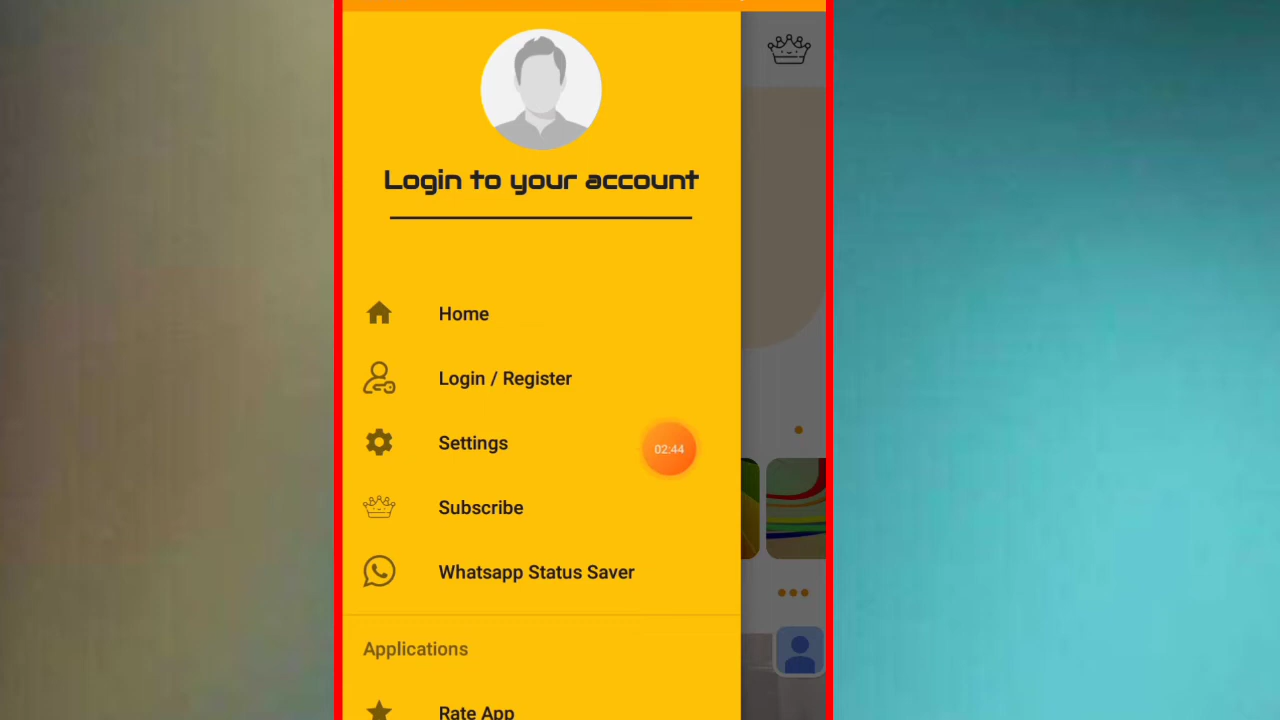 Login to your account
Home
Login / Register
Settings
02:44
Subscribe
Whatsapp Status Saver
Applications
Rate App